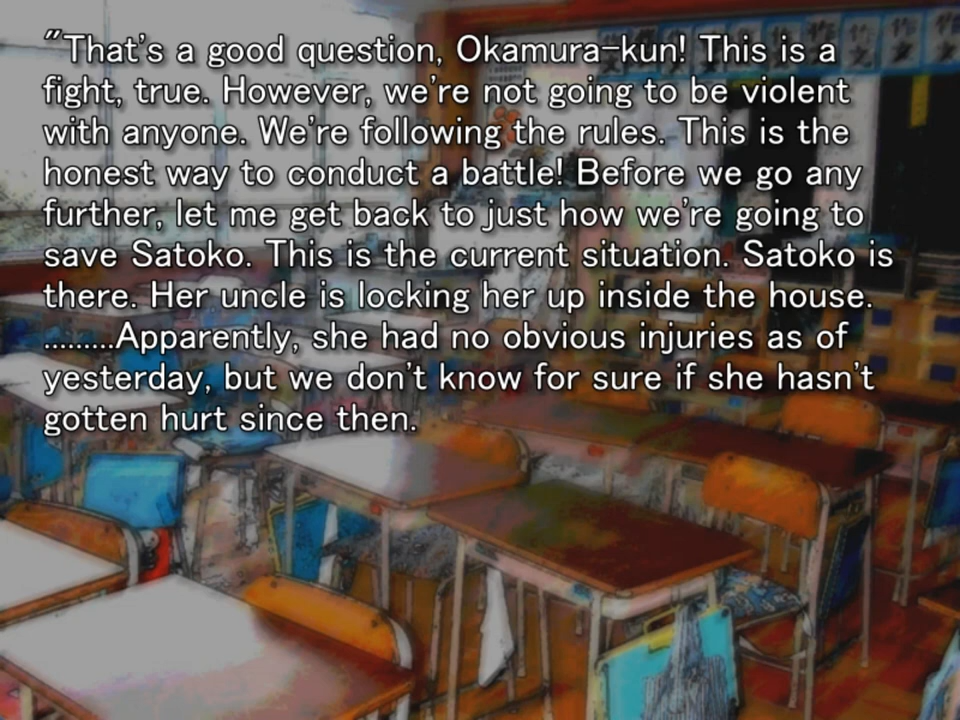 "That's a good question, Okamura-kun! This is a
fight, true. However, we're not going to be violent
with anyone. We're following the rules. This is the
honest way to conduct a battle! Before we go any
further, let me get back to just how we're going to
save Satoko. This is the current situation. Satoko is
there. Her uncle is locking her up inside the house.
.........Apparently, she had no obvious injuries as of
yesterday, but we don't know for sure if she hasn't
gotten hurt since then.